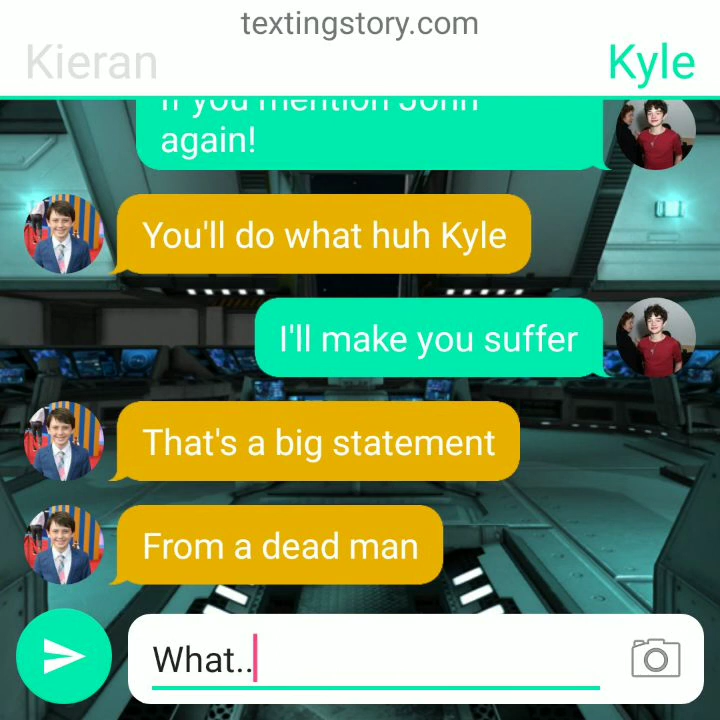 textingstory.com
Kieran
Kyle
If you mention John
again!
You'll do what huh Kyle
I'll make you suffer
That's a big statement
From a dead man
What..